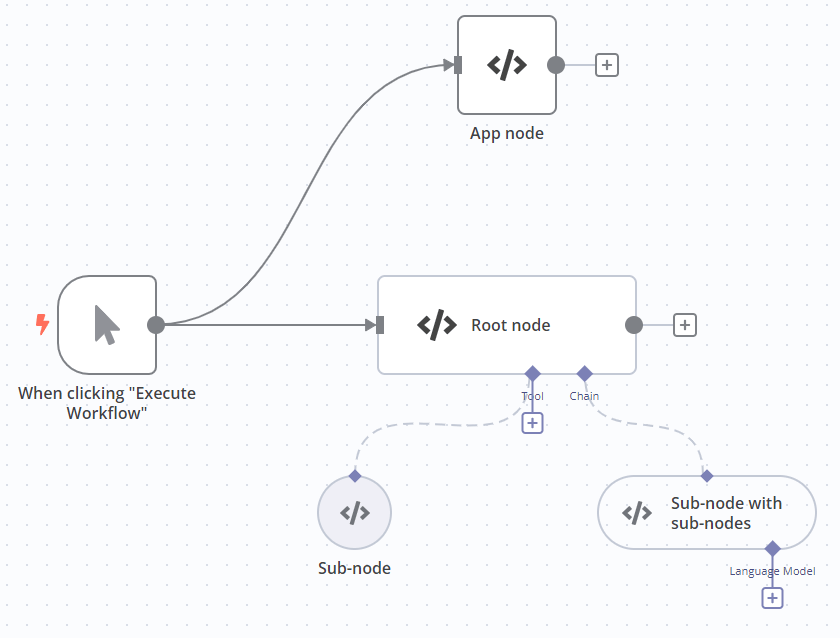 App node
Root node
When clicking "Execute
Workflow"
Tool
Chain
Sub-node with
sub-nodes
Sub-node
Language Model